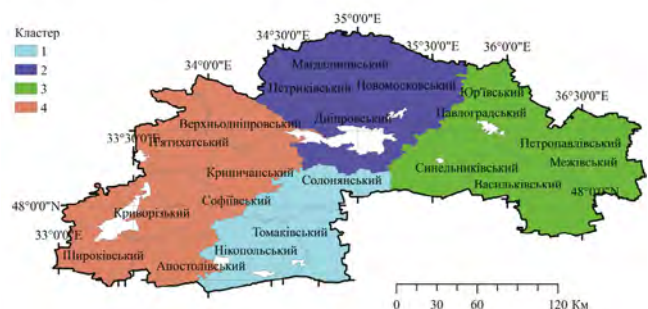 Кластер
1
2
3
4
33°0'0"E
33°30'0"E
34°0'0"E
34°30'0"E
35°0'0"E
35°30'0"E
36°0'0"E
36°30'0"E
48°0'0"N
48°0'0"N
Магдалинівський
Петриківський
Новомосковський
Юр'ївський
Дніпровський
Павлоградський
Верхньодніпровський
П'ятихатський
Петропавлівський
Межівський
Криничанський
Солонянський
Синельниківський
Васильківський
Софіївський
Криворізький
Томаківський
Нікопольський
Широківський
Апостолівський
0 30 60 120 Км